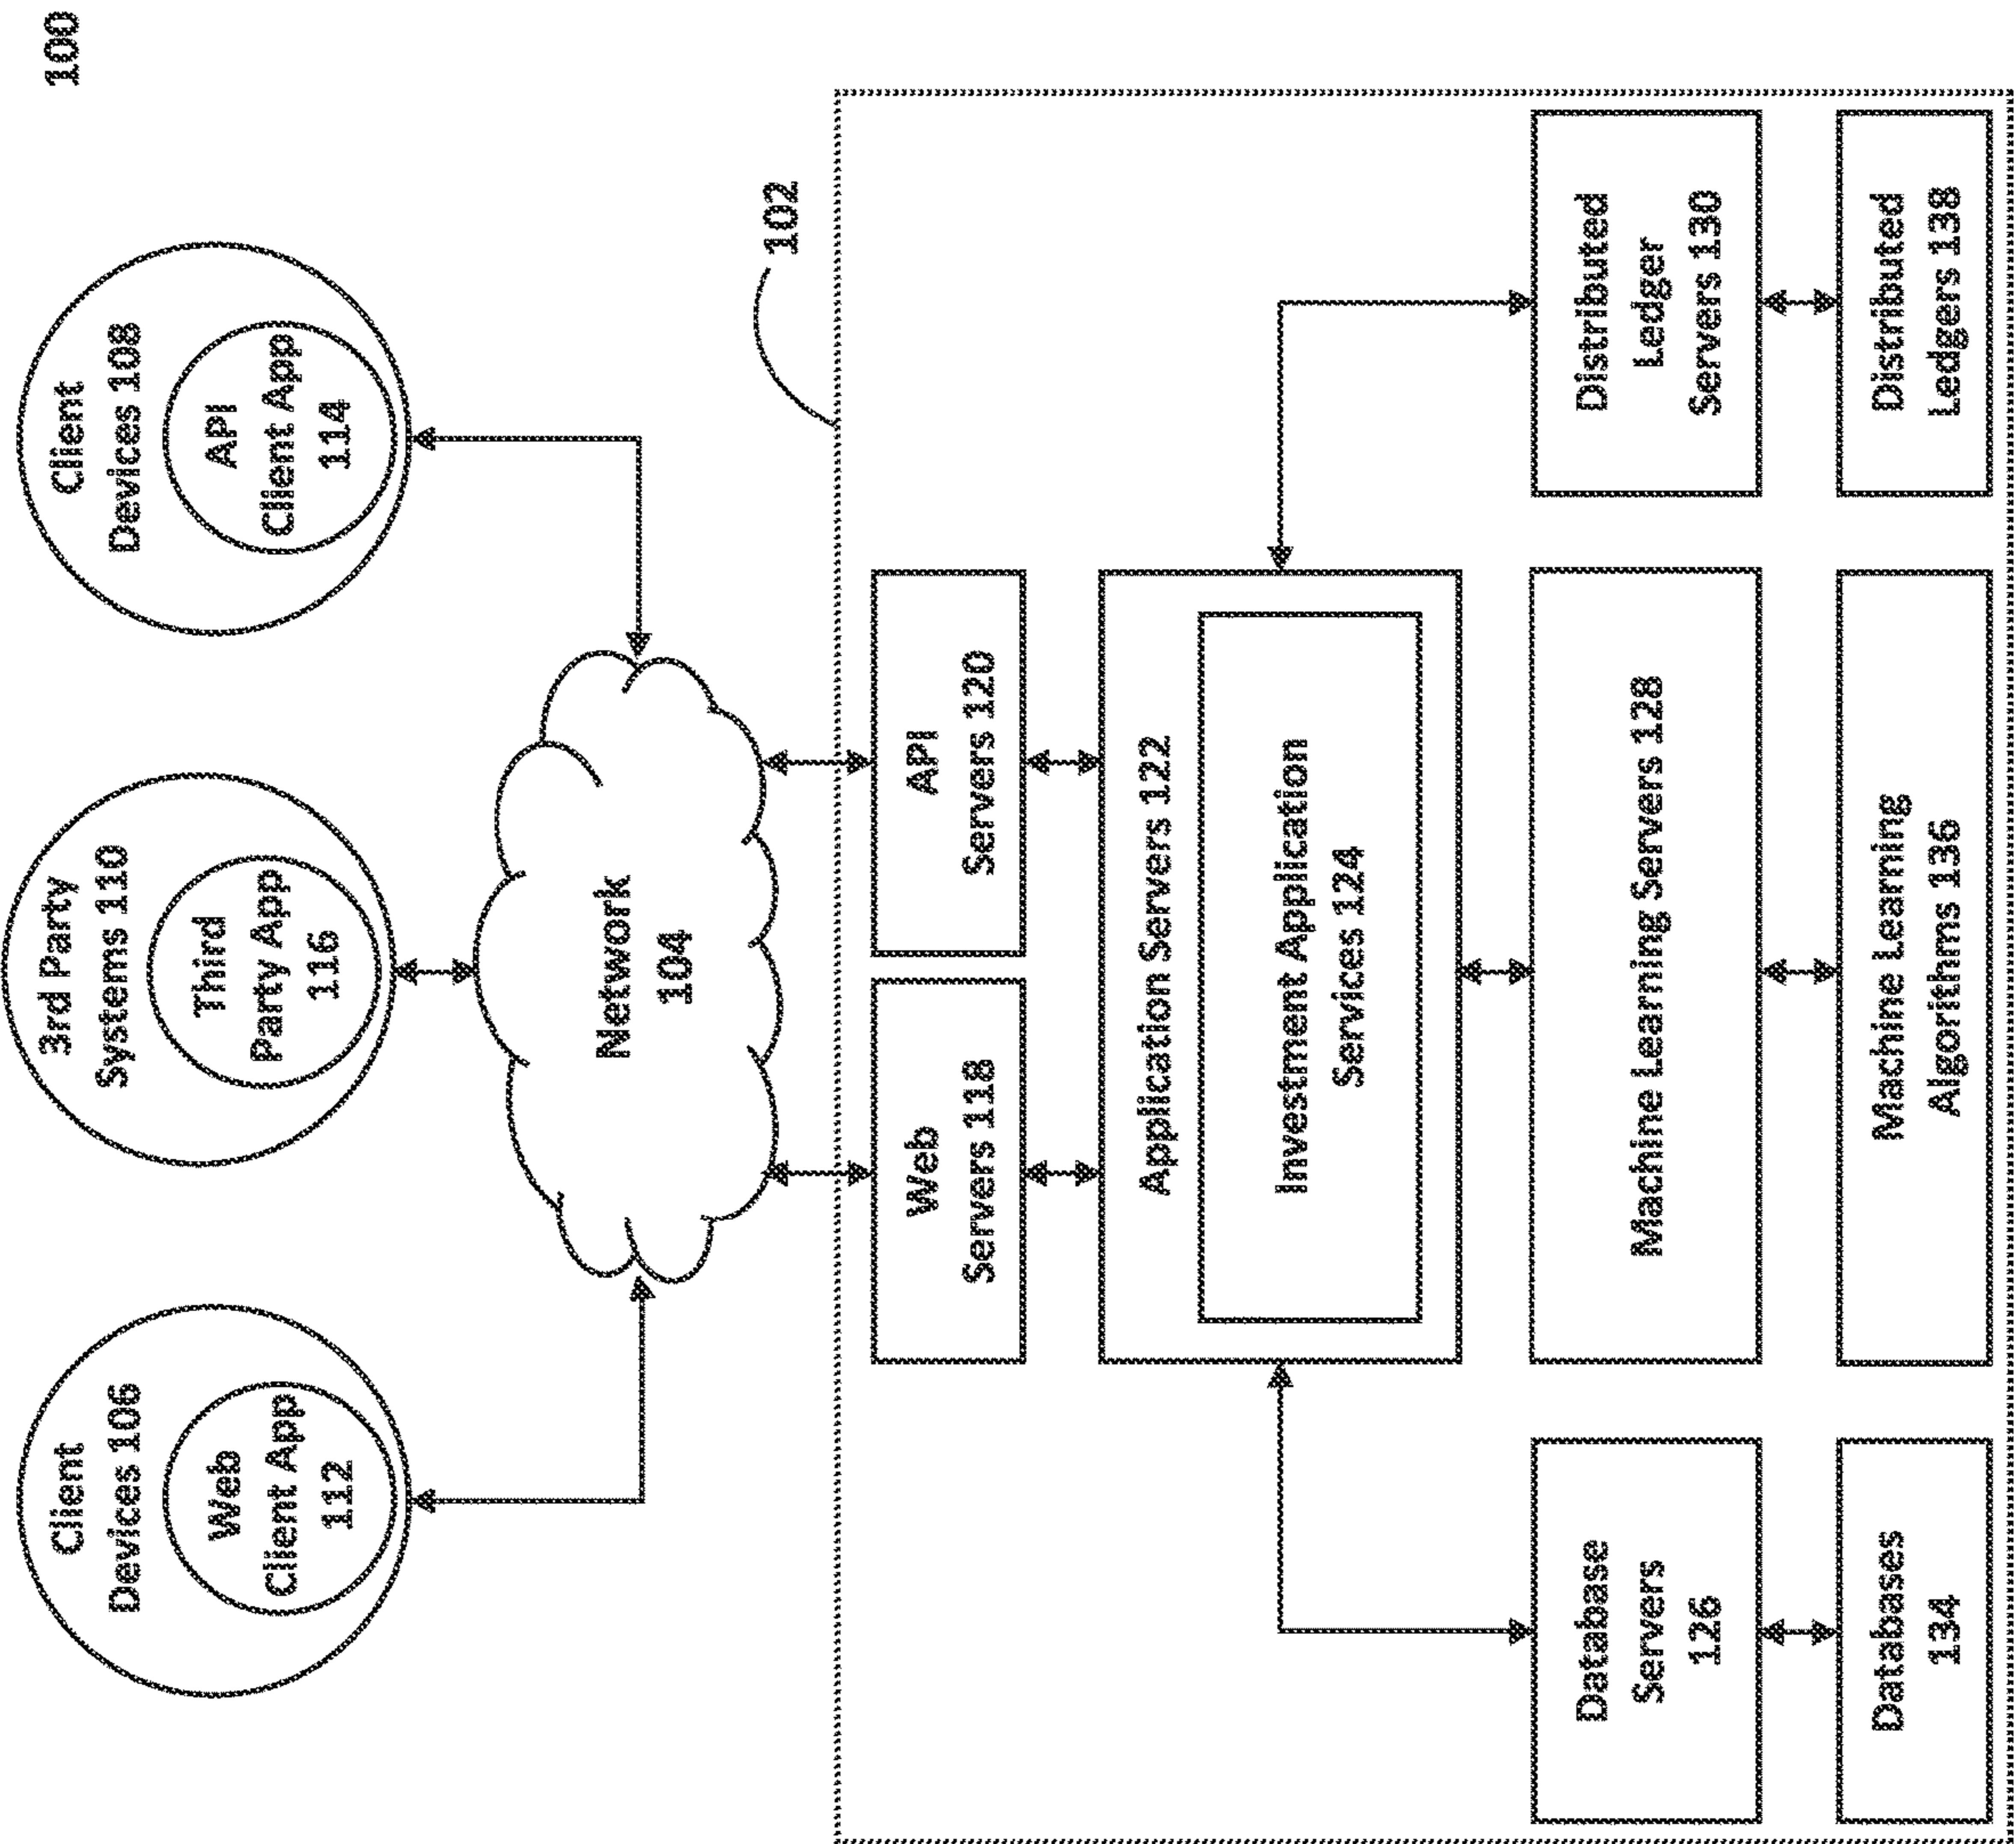 100
Client
Devices 106
Web
Client App
112
3rd Party
Systems 110
Third
Party App
116
Client
Devices 108
API
Client App
114
Network
104
102
Web
Servers 118
API
Servers 120
Application Servers 122
Investment Application
Services 124
Database
Servers
126
Machine Learning Servers 128
Distributed
Ledger
Servers 130
Databases
134
Machine Learning
Algorithms 136
Distributed
Ledgers 138